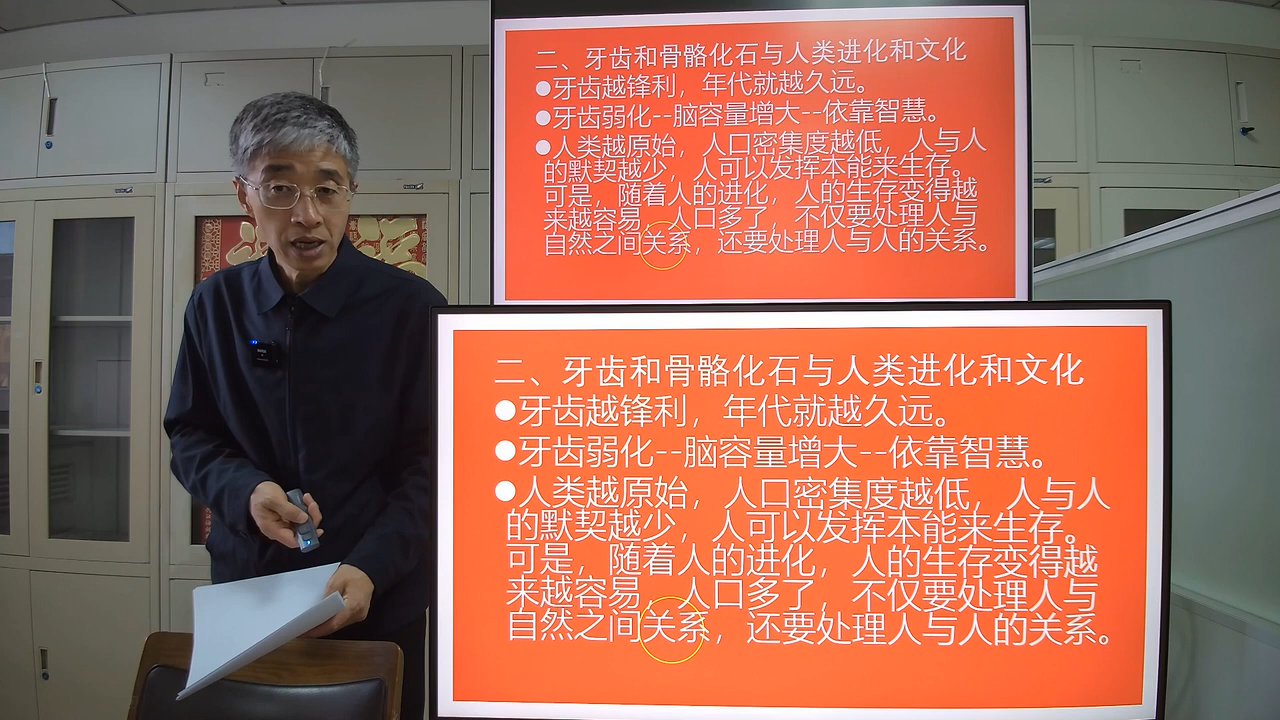 二、牙齿和骨骼化石与人类进化和文化
●牙齿越锋利，年代就越久远。
●牙齿弱化--脑容量增大--依靠智慧。
●人类越原始，人口密集度越低，人与人
的默契越少，人可以发挥本能来生存。
可是，随着人的进化，人的生存变得越
来越容易、人口多了，不仅要处理人与
自然之间关系，还要处理人与人的关系。
二、牙齿和骨骼化石与人类进化和文化
●牙齿越锋利，年代就越久远。
●牙齿弱化--脑容量增大--依靠智慧。
●人类越原始，人口密集度越低，人与人
的默契越少，人可以发挥本能来生存。
可是，随着人的进化，人的生存变得越
来越容易、人口多了，不仅要处理人与
自然之间关系，还要处理人与人的关系。